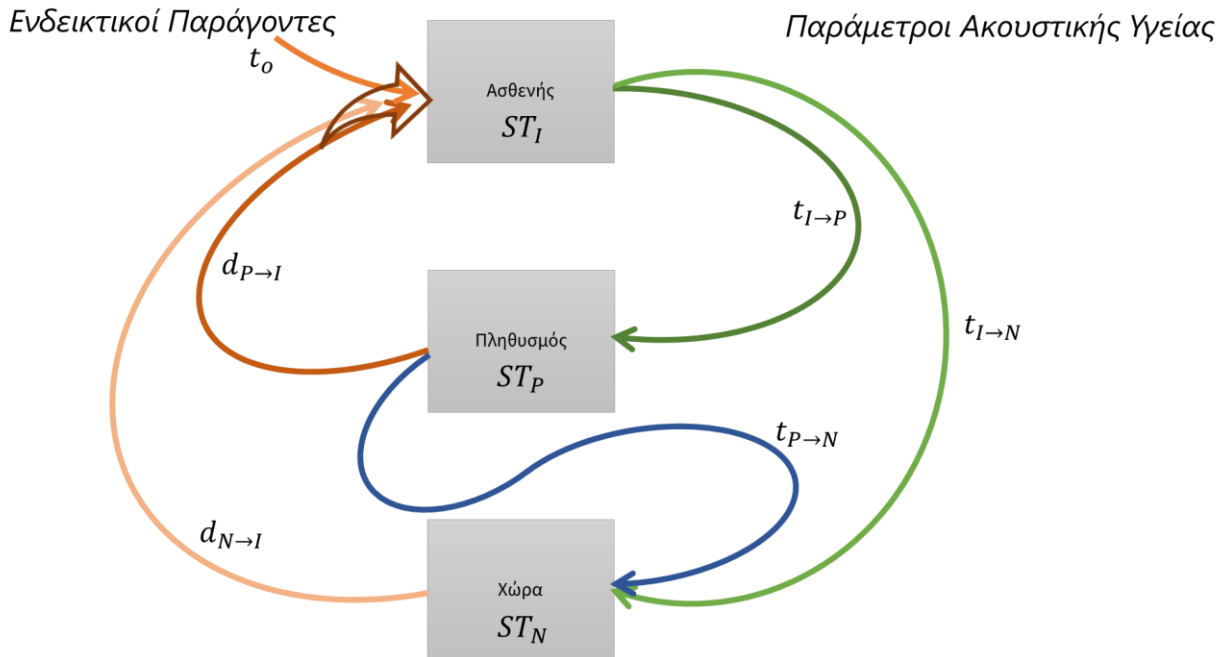 Ενδεικτικοί Παράγοντες
Παράμετροι Ακουστικής Υγείας
t_o
Ασθενής
ST_I
t_{I→P}
d_{P→I}
Πληθυσμός
ST_P
t_{I→N}
t_{P→N}
d_{N→I}
Χώρα
ST_N